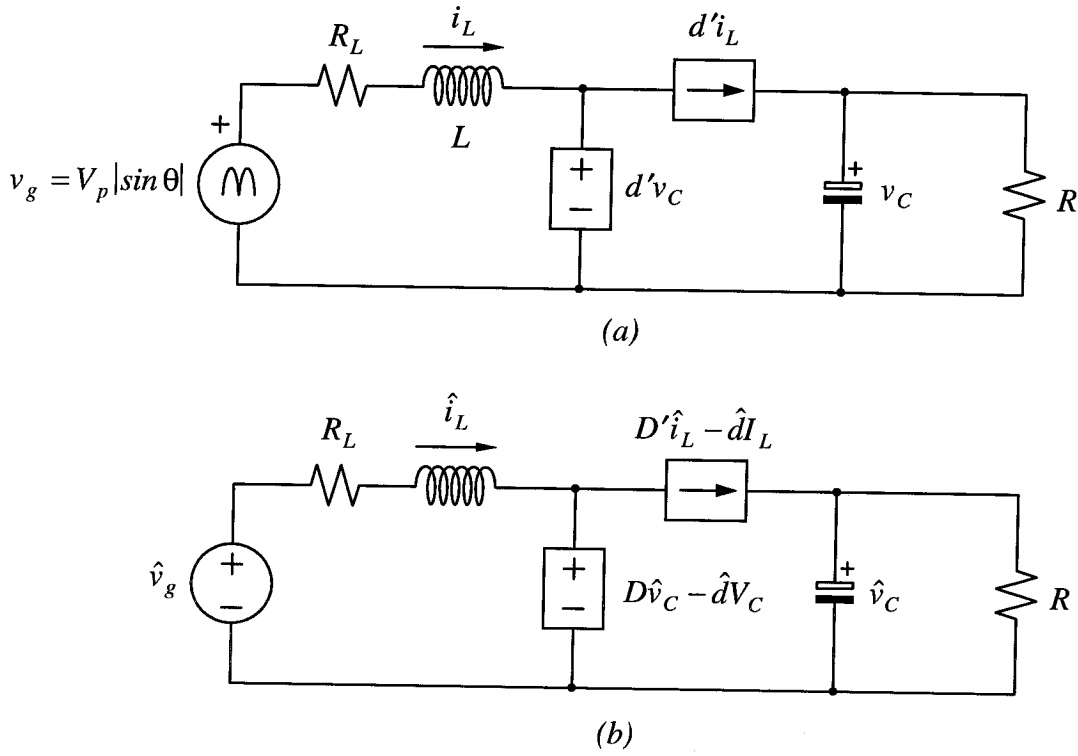 d'i_L
i_L
R_L
L
+
v_g = V_p |sin θ|
+
−
d'v_C
+
v_C
R
(a)
î_L
D'î_L − d̂I_L
R_L
v̂_g
+
−
+
−
Dv̂_C − d̂V_C
+
v̂_C
R
(b)